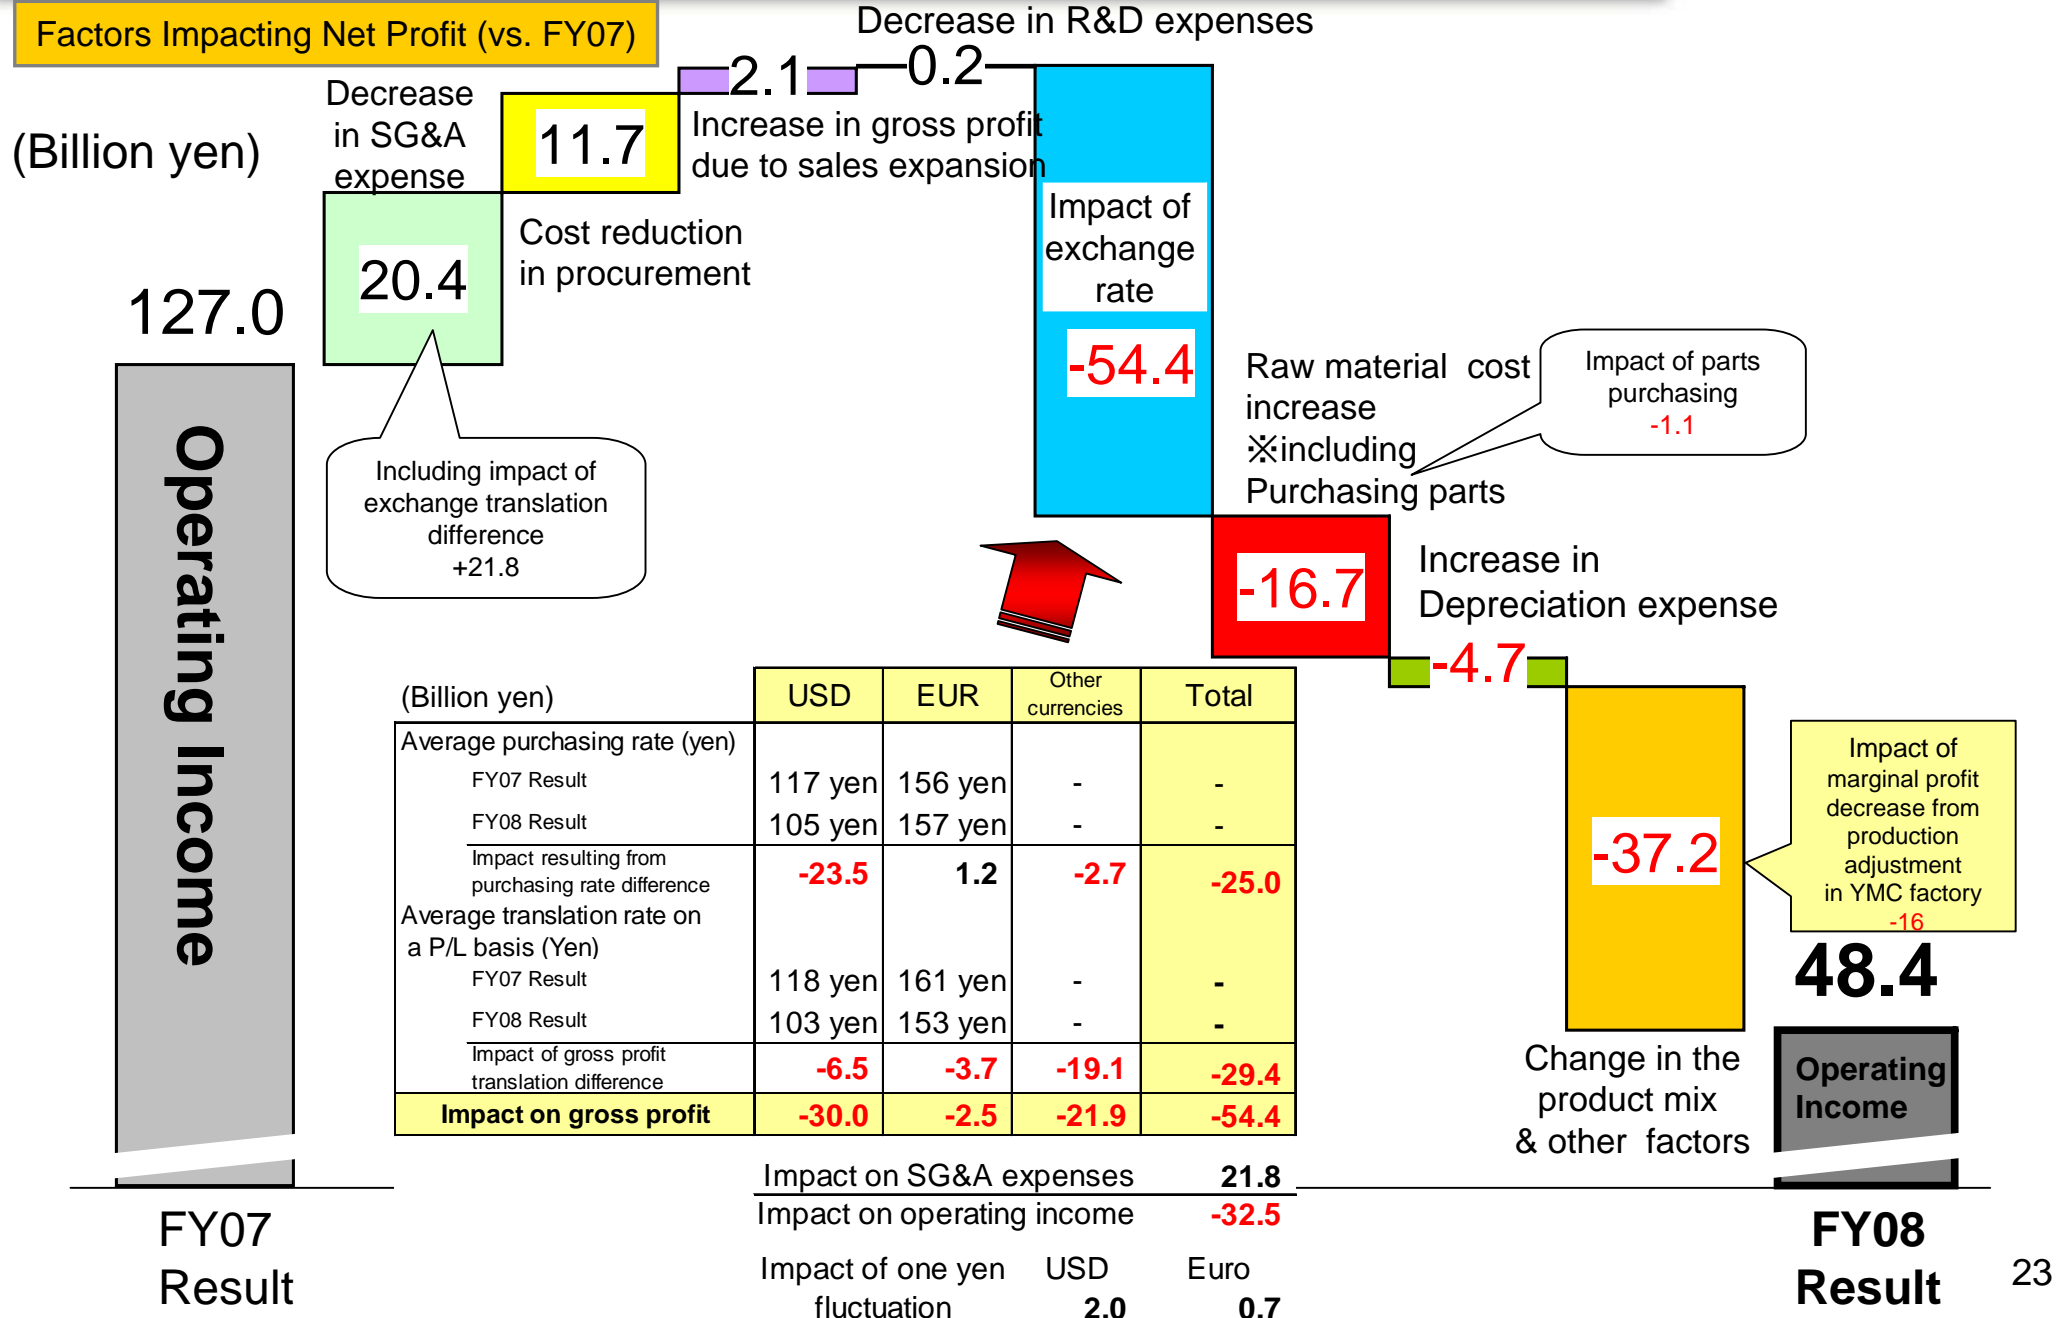 Factors Impacting Net Profit (vs. FY07)
Decrease in R&D expenses
(Billion yen)
Decrease
in SG&A
expense
11.7
2.1
0.2
Increase in gross profit
due to sales expansion
Cost reduction
in procurement
20.4
127.0
Operating Income
Including impact of
exchange translation
difference
+21.8
Impact of
exchange
rate
-54.4
Raw material cost
increase
※including
Purchasing parts
Impact of parts
purchasing
-1.1
-16.7
Increase in
Depreciation expense
-4.7
-37.2
Impact of
marginal profit
decrease from
production
adjustment
in YMC factory
-16
48.4
Operating
Income
Change in the
product mix
& other factors
(Billion yen) USD EUR Other currencies Total
Average purchasing rate (yen)
FY07 Result 117 yen 156 yen - -
FY08 Result 105 yen 157 yen - -
Impact resulting from
purchasing rate difference -23.5 1.2 -2.7 -25.0
Average translation rate on
a P/L basis (Yen)
FY07 Result 118 yen 161 yen - -
FY08 Result 103 yen 153 yen - -
Impact of gross profit
translation difference -6.5 -3.7 -19.1 -29.4
Impact on gross profit -30.0 -2.5 -21.9 -54.4
Impact on SG&A expenses 21.8
Impact on operating income -32.5
Impact of one yen USD Euro
fluctuation 2.0 0.7
FY07
Result
FY08
Result
23